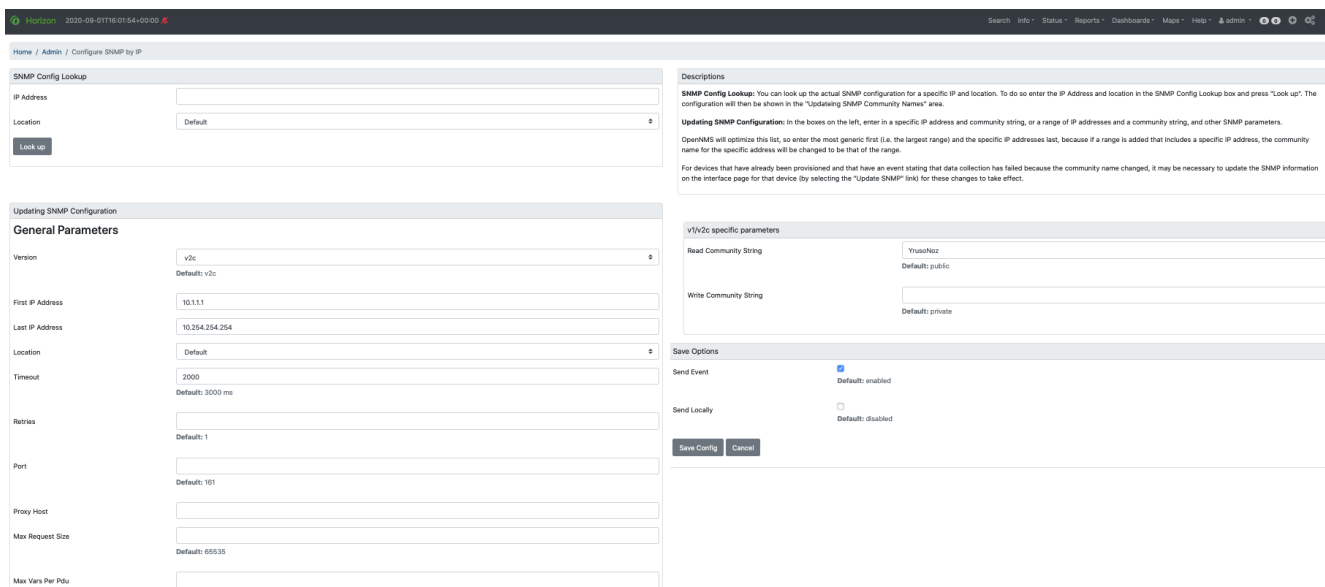 Horizon 2020-09-01T16:01:54+00:00
Search Info Status Reports Dashboards Maps Help admin 0 0
Home / Admin / Configure SNMP by IP
SNMP Config Lookup
IP Address
Location Default
Look up
Descriptions
SNMP Config Lookup: You can look up the actual SNMP configuration for a specific IP and location. To do so enter the IP Address and location in the SNMP Config Lookup box and press "Look up". The
configuration will then be shown in the "Updateing SNMP Community Names" area.
Updating SNMP Configuration: In the boxes on the left, enter in a specific IP address and community string, or a range of IP addresses and a community string, and other SNMP parameters.
OpenNMS will optimize this list, so enter the most generic first (i.e. the largest range) and the specific IP addresses last, because if a range is added that includes a specific IP address, the community
name for the specific address will be changed to be that of the range.
For devices that have already been provisioned and that have an event stating that data collection has failed because the community name changed, it may be necessary to update the SNMP information
on the interface page for that device (by selecting the "Update SNMP" link) for these changes to take effect.
Updating SNMP Configuration
General Parameters
Version v2c
Default: v2c
First IP Address 10.1.1.1
Last IP Address 10.254.254.254
Location Default
Timeout 2000
Default: 3000 ms
Retries
Default: 1
Port
Default: 161
Proxy Host
Max Request Size
Default: 65535
Max Vars Per Pdu
v1/v2c specific parameters
Read Community String YrusoNoz
Default: public
Write Community String
Default: private
Save Options
Send Event
Default: enabled
Send Locally
Default: disabled
Save Config Cancel